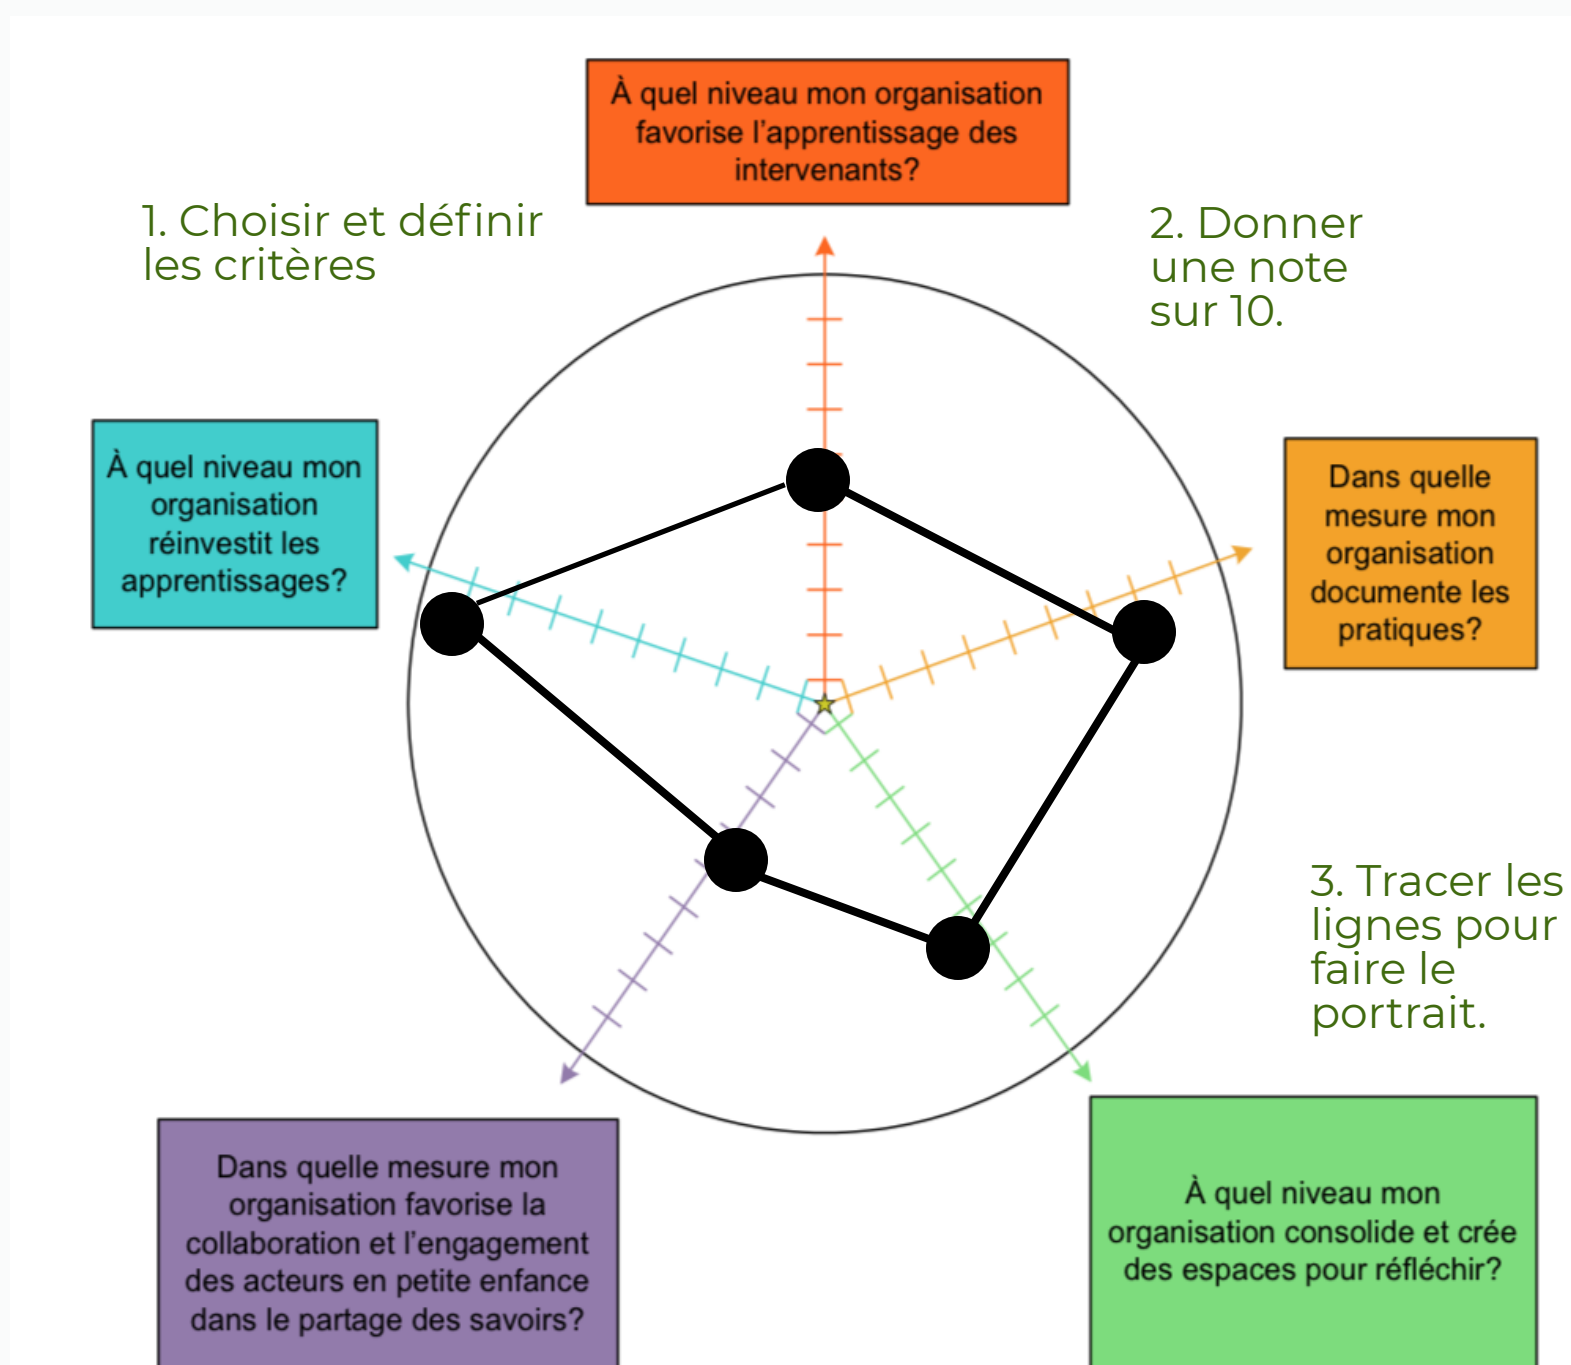 À quel niveau mon organisation
favorise l'apprentissage des
intervenants?
1. Choisir et définir
les critères
2. Donner
une note
sur 10.
À quel niveau mon
organisation
réinvestit les
apprentissages?
Dans quelle
mesure mon
organisation
documente les
pratiques?
3. Tracer les
lignes pour
faire le
portrait.
Dans quelle mesure mon
organisation favorise la
collaboration et l'engagement
des acteurs en petite enfance
dans le partage des savoirs?
À quel niveau mon
organisation consolide et crée
des espaces pour réfléchir?